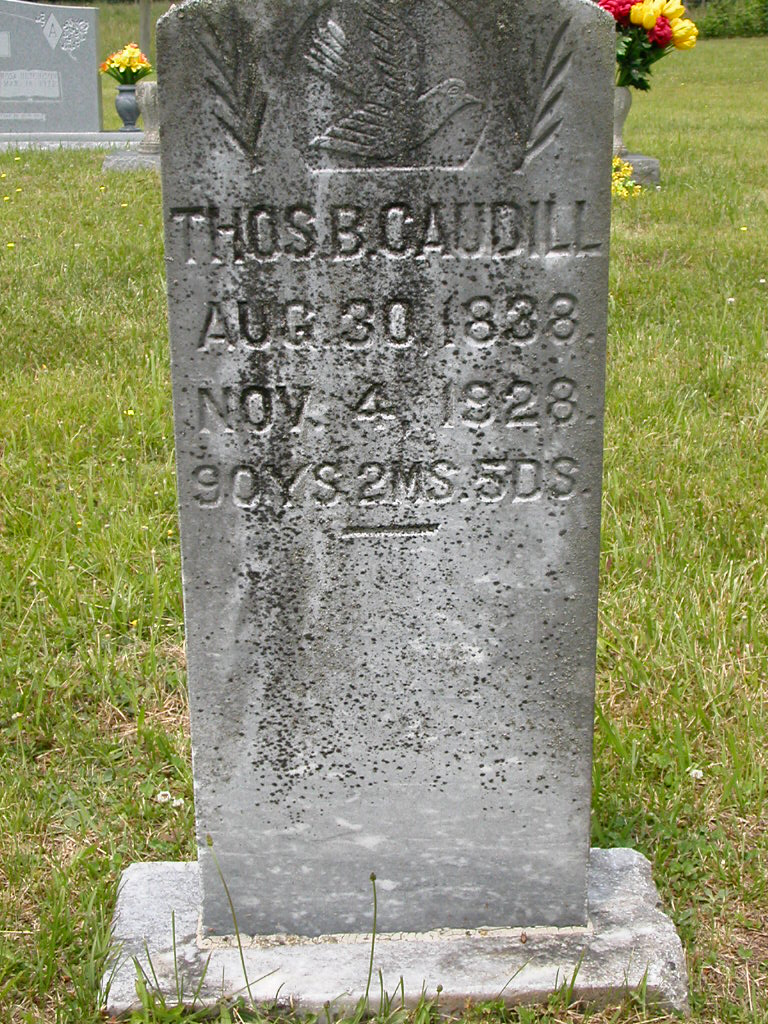 THOS. B. CAUDILL
AUG. 30, 1838.
NOV. 4, 1928.
90YS. 2MS. 5DS.
A